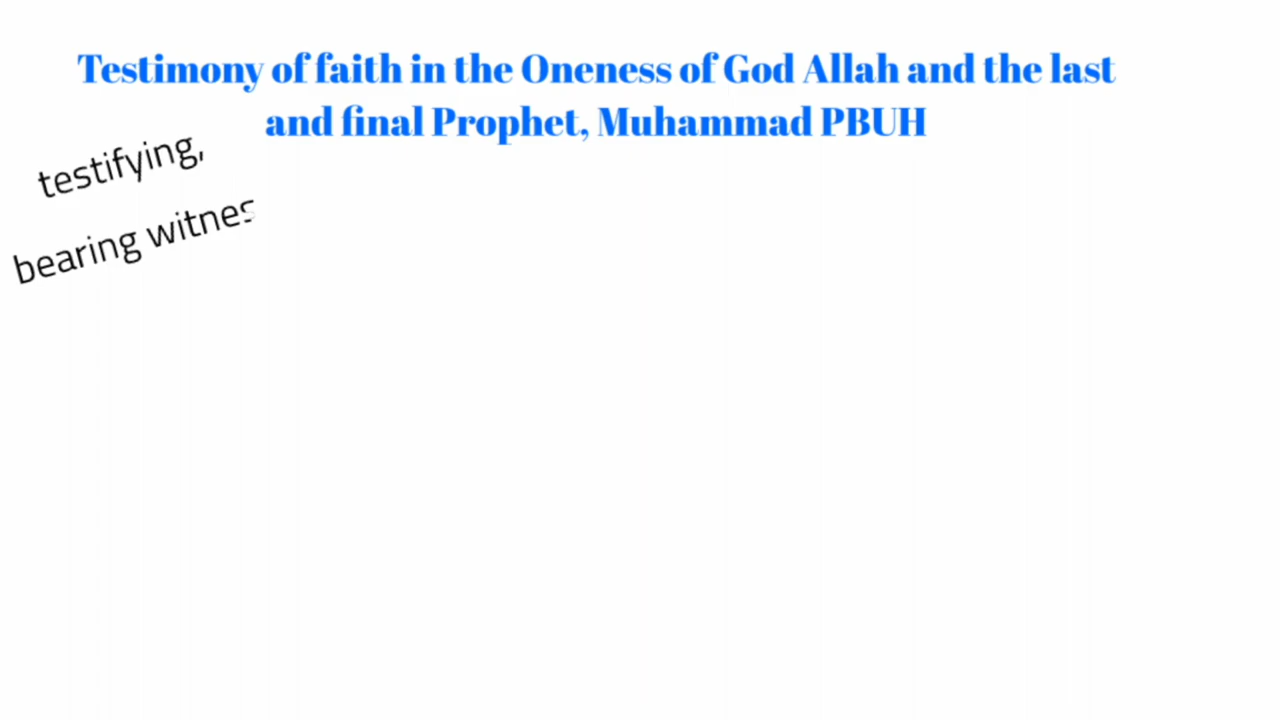 Testimony of faith in the Oneness of God Allah and the last
and final Prophet, Muhammad PBUH
testifying,
bearing witnes